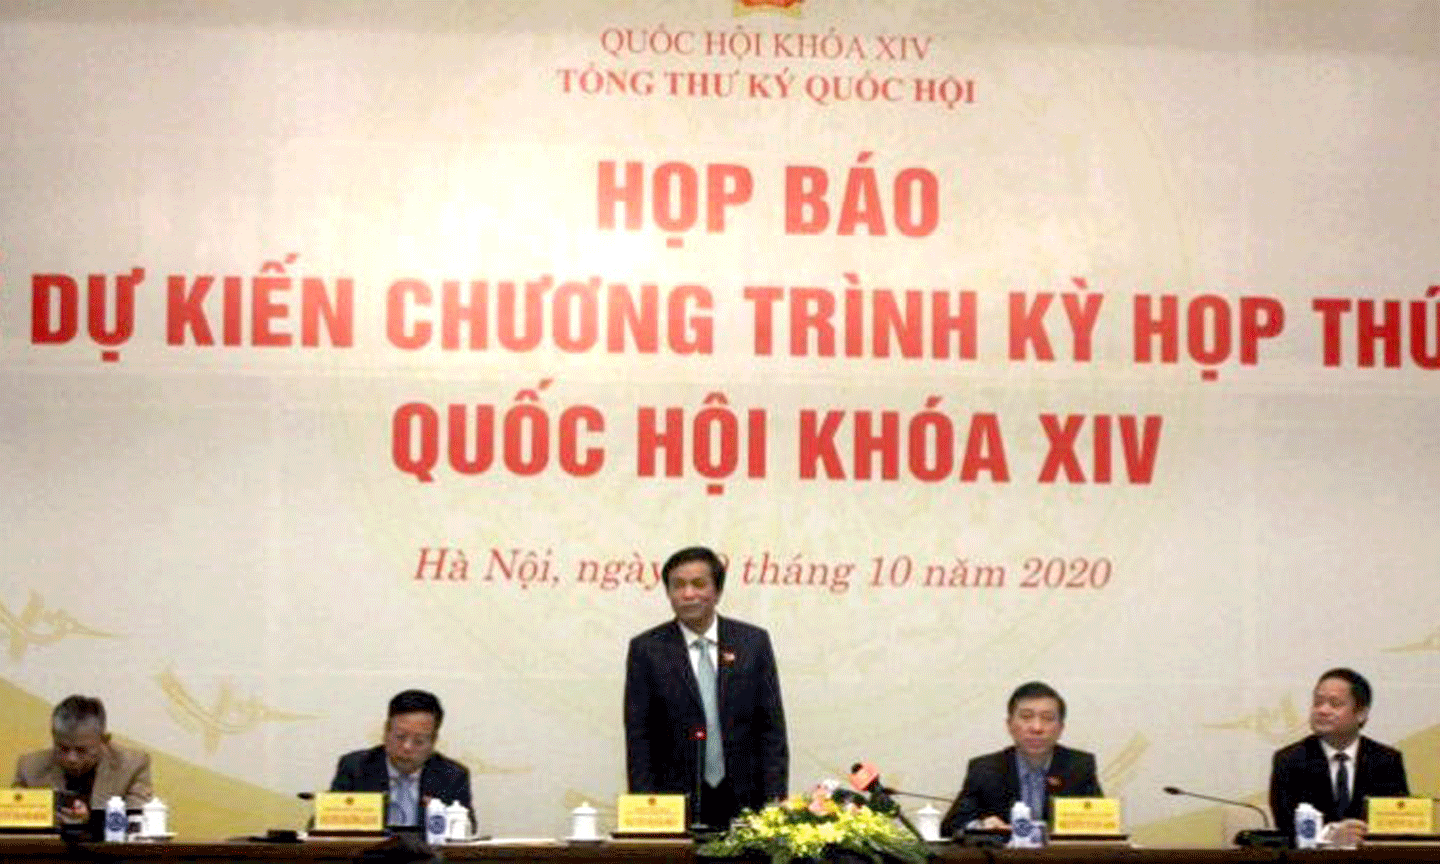 QUỐC HỘI KHÓA XIV
TỔNG THƯ KÝ QUỐC HỘI
HỌP BÁO
DỰ KIẾN CHƯƠNG TRÌNH KỲ HỌP THỨ
QUỐC HỘI KHÓA XIV
Hà Nội, ngày tháng 10 năm 2020